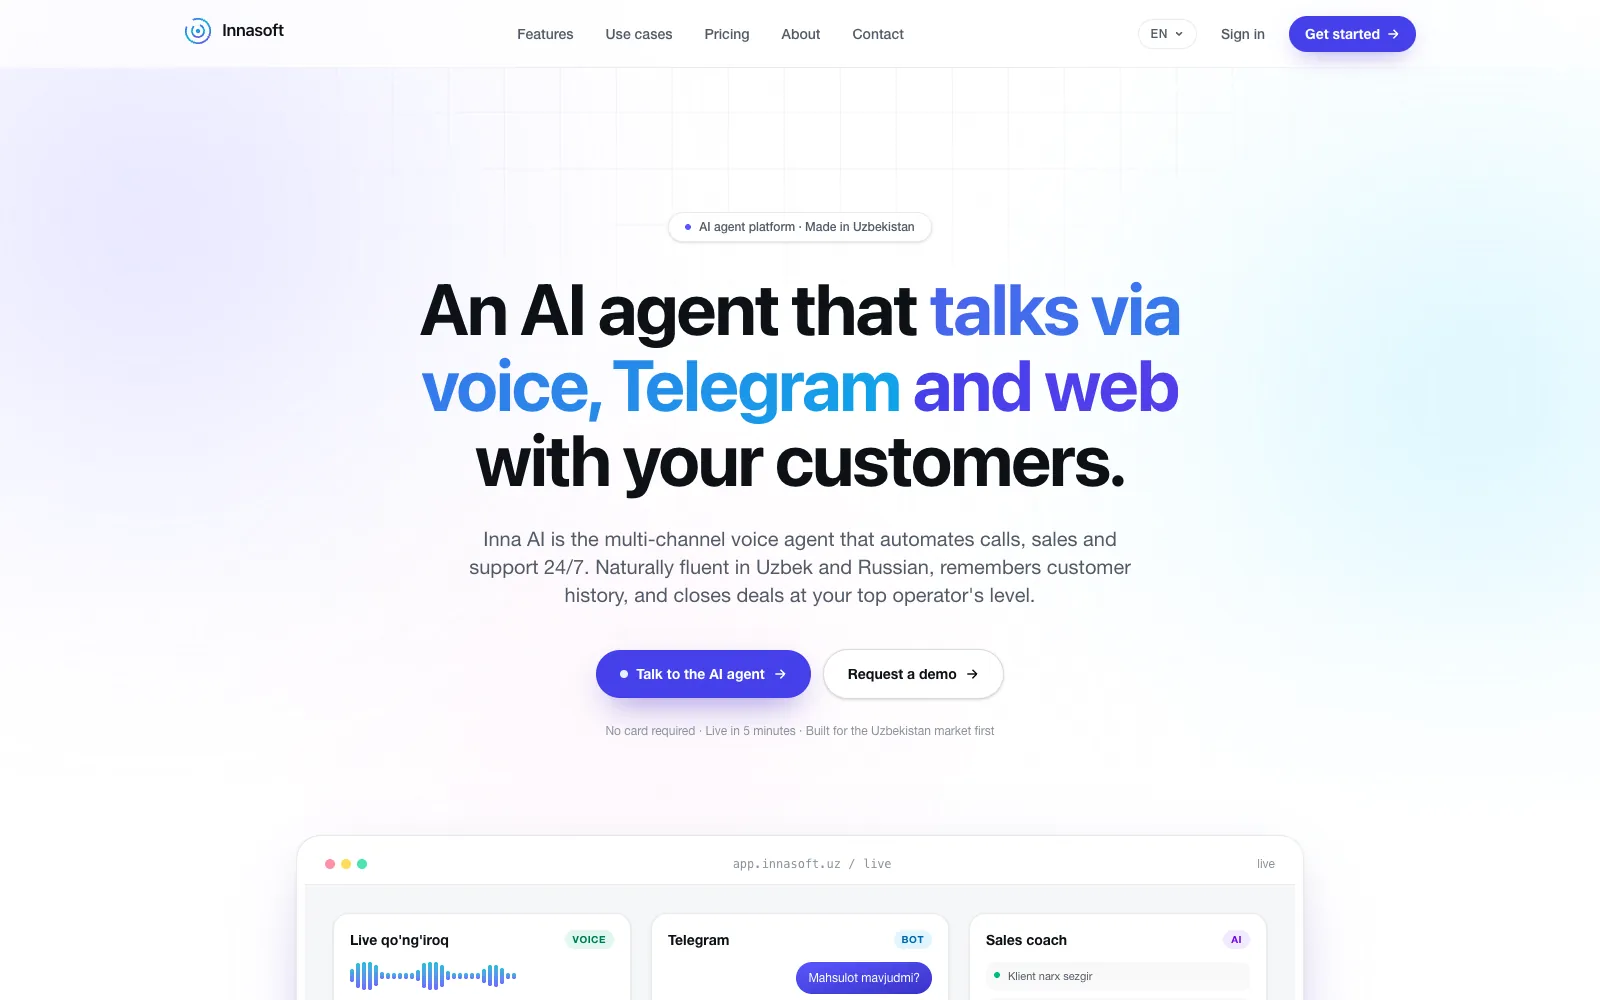 Innasoft
Features
Use cases
Pricing
About
Contact
EN
Sign in
Get started →
AI agent platform · Made in Uzbekistan
An AI agent that talks via
voice, Telegram and web
with your customers.
Inna AI is the multi-channel voice agent that automates calls, sales and
support 24/7. Naturally fluent in Uzbek and Russian, remembers customer
history, and closes deals at your top operator's level.
Talk to the AI agent →
Request a demo →
No card required · Live in 5 minutes · Built for the Uzbekistan market first
app.innasoft.uz / live
live
Live qo'ng'iroq
VOICE
Telegram
BOT
Mahsulot mavjudmi?
Sales coach
AI
Klient narx sezgir